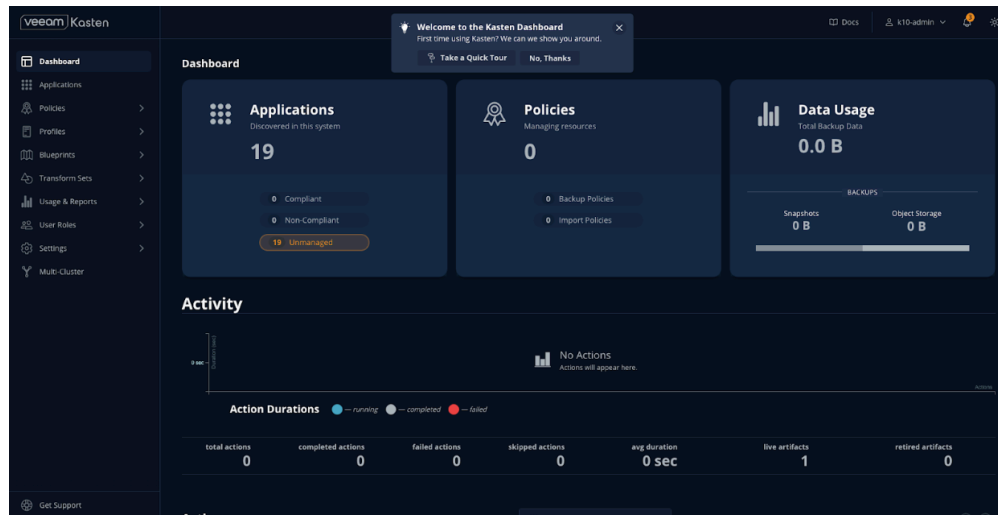 veeam Kasten
Welcome to the Kasten Dashboard
First time using Kasten? We can we show you around.
Take a Quick Tour
No, Thanks
Docs
k10-admin
Dashboard
Applications
Policies
Profiles
Blueprints
Transform Sets
Usage & Reports
User Roles
Settings
Multi-Cluster
Get Support
Dashboard
Applications
Discovered in this system
19
0 Compliant
0 Non-Compliant
19 Unmanaged
Policies
Managing resources
0
0 Backup Policies
0 Import Policies
Data Usage
Total Backup Data
0.0 B
BACKUPS
Snapshots
0 B
Object Storage
0 B
Activity
Duration (sec)
0 sec
No Actions
Actions will appear here.
Actions
Action Durations — running — completed — failed
total actions
0
completed actions
0
failed actions
0
skipped actions
0
avg duration
0 sec
live artifacts
1
retired artifacts
0